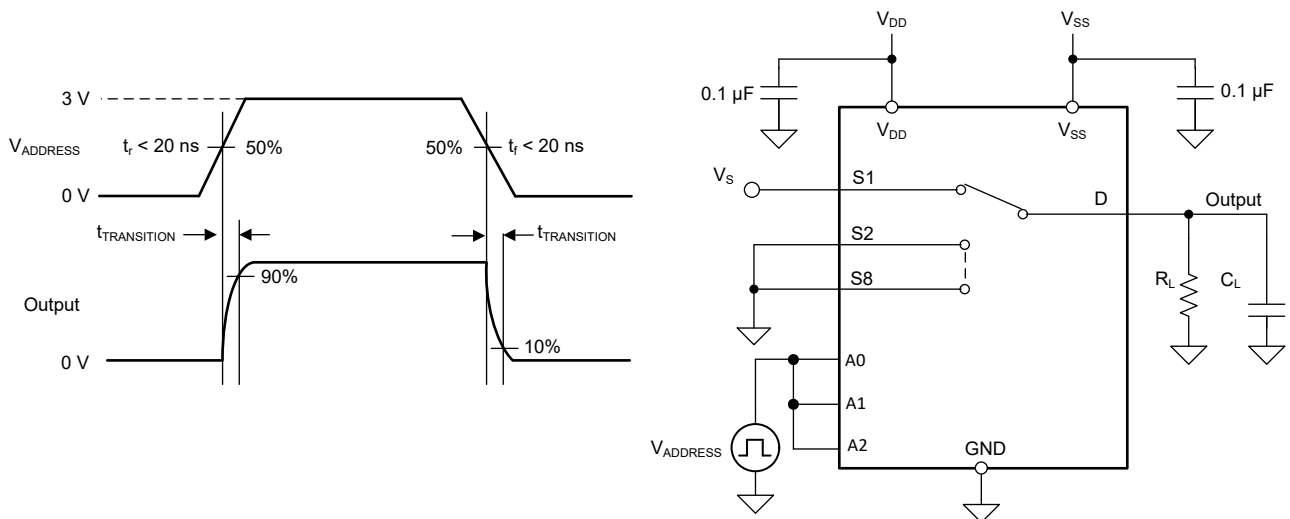 3 V
V_ADDRESS
t_r < 20 ns
50%
50%
t_f < 20 ns
0 V
t_TRANSITION
t_TRANSITION
90%
Output
0 V
10%
V_DD
V_SS
0.1 µF
0.1 µF
V_DD
V_SS
V_S
S1
D
Output
S2
S8
R_L
C_L
A0
A1
A2
V_ADDRESS
GND